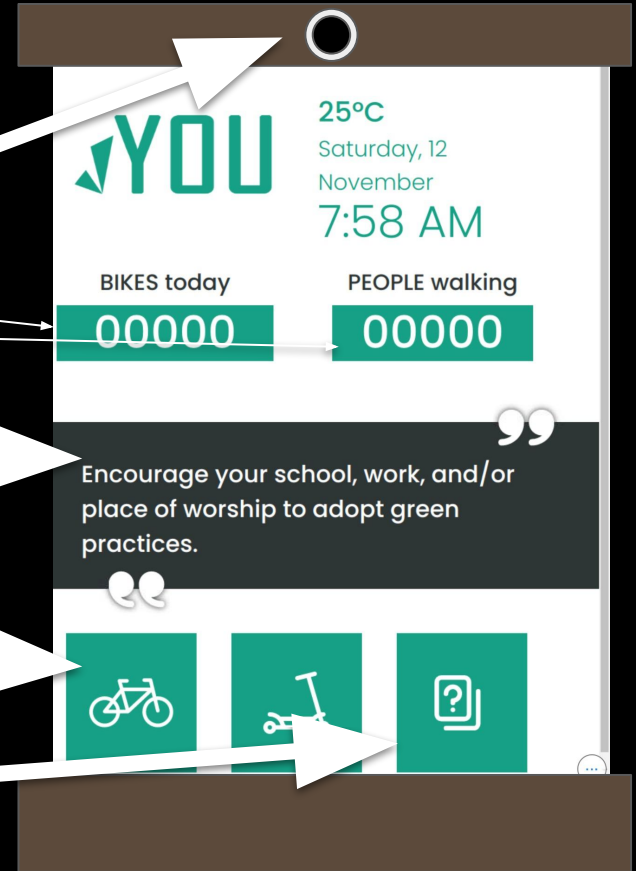 YOU
25°C
Saturday, 12
November
7:58 AM
BIKES today
00000
PEOPLE walking
00000
Encourage your school, work, and/or
place of worship to adopt green
practices.